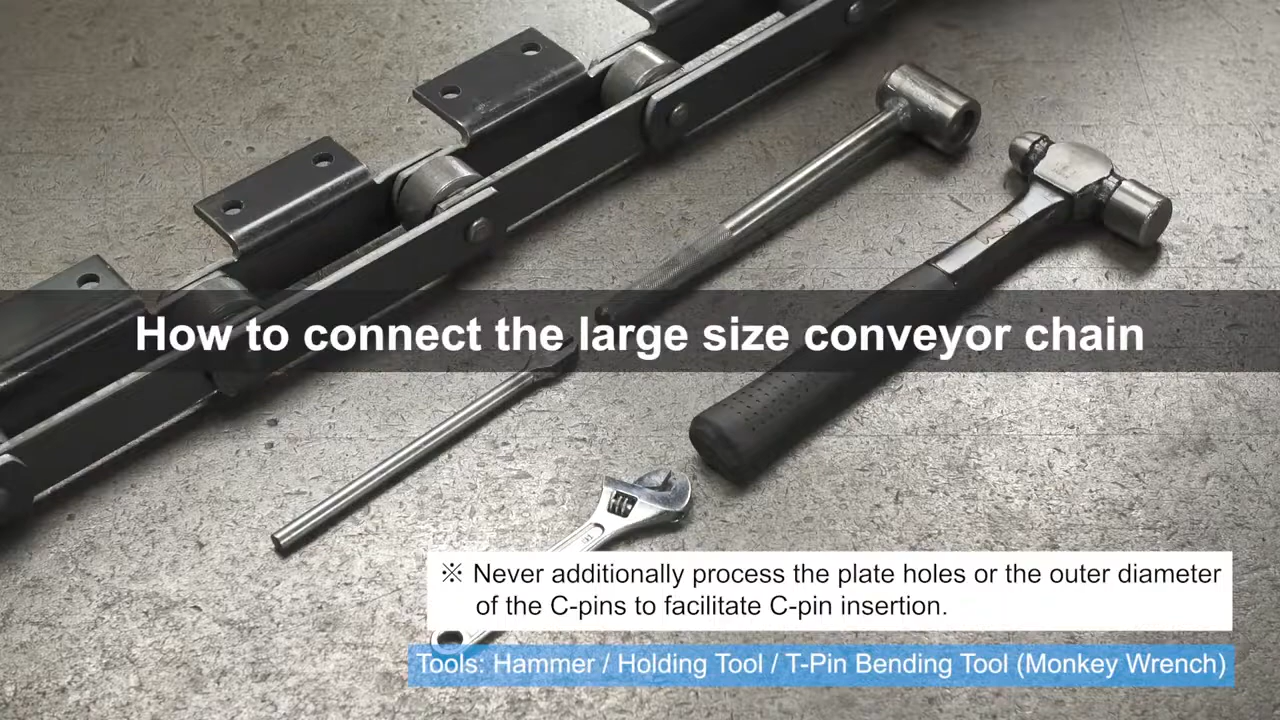 How to connect the large size conveyor chain
※ Never additionally process the plate holes or the outer diameter
of the C-pins to facilitate C-pin insertion.
Tools: Hammer / Holding Tool / T-Pin Bending Tool (Monkey Wrench)